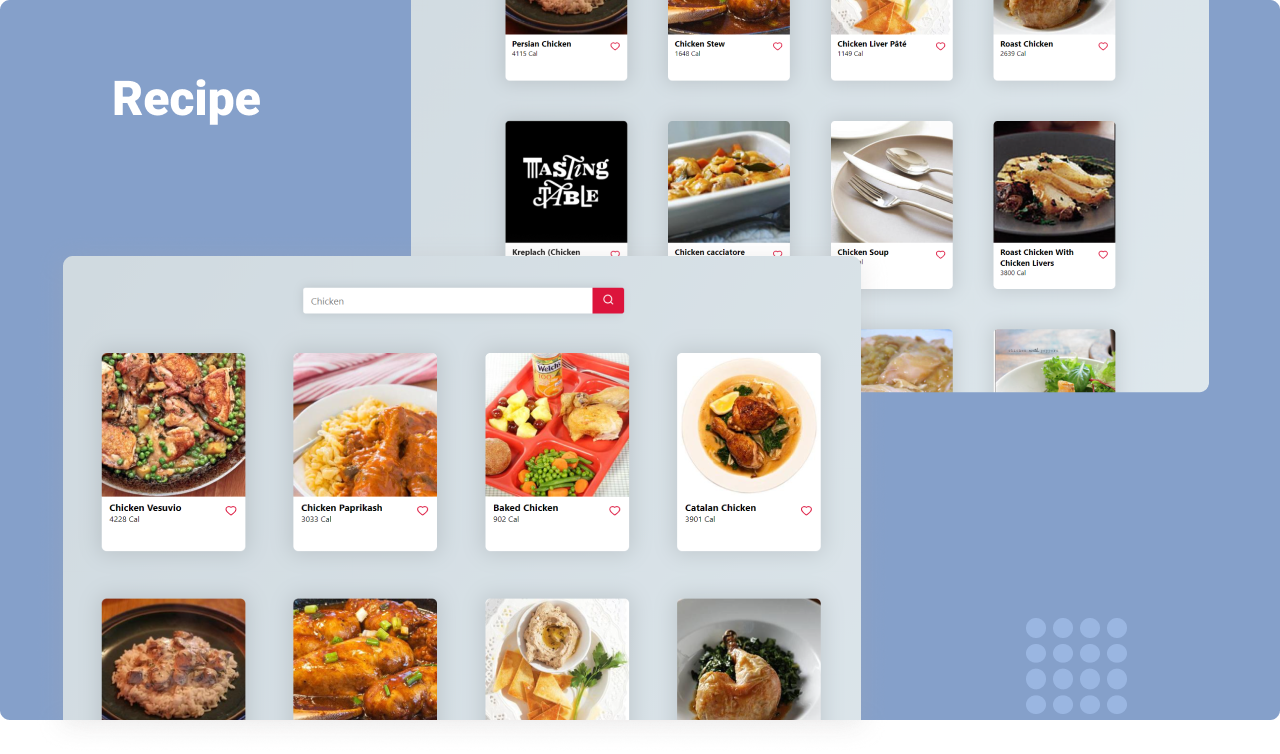 Recipe
Persian Chicken
4115 Cal
Chicken Stew
1648 Cal
Chicken Liver Pâté
1149 Cal
Roast Chicken
2639 Cal
TASTING
TABLE
Kreplach (Chicken
Chicken cacciatore
Chicken Soup
Roast Chicken With
Chicken Livers
3800 Cal
Chicken
Welch's
Chicken Vesuvio
4228 Cal
Chicken Paprikash
3033 Cal
Baked Chicken
902 Cal
Catalan Chicken
3901 Cal